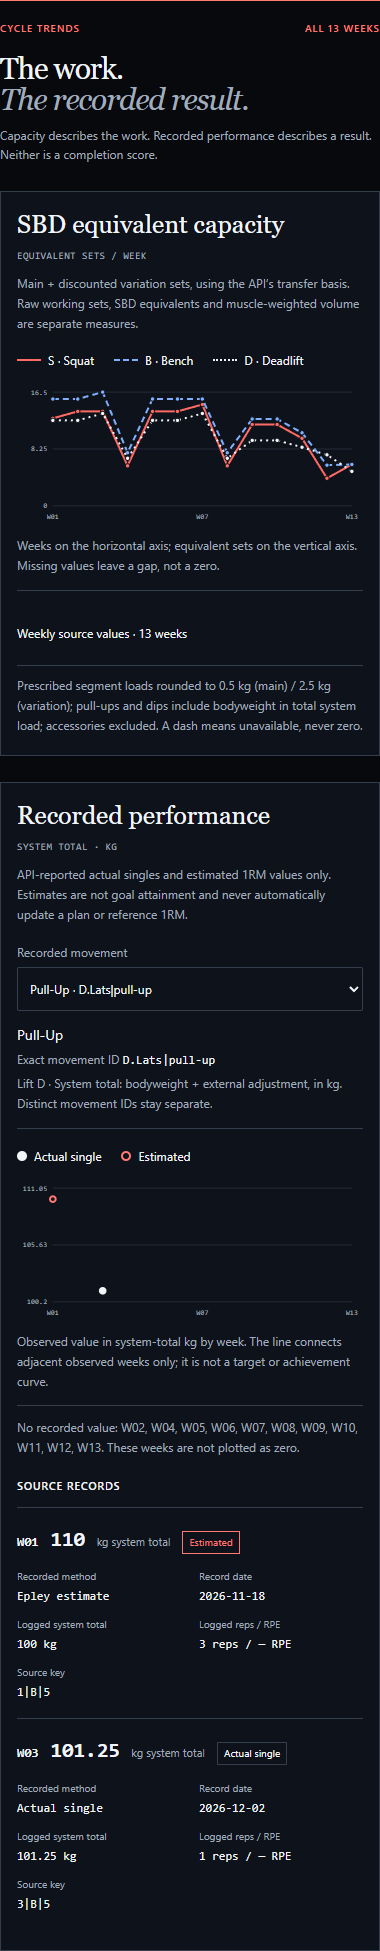 CYCLE TRENDS
ALL 13 WEEKS
The work.
The recorded result.
Capacity describes the work. Recorded performance describes a result.
Neither is a completion score.
SBD equivalent capacity
EQUIVALENT SETS / WEEK
Main + discounted variation sets, using the API's transfer basis.
Raw working sets, SBD equivalents and muscle-weighted volume
are separate measures.
S · Squat
B · Bench
D · Deadlift
16.5
8.25
0
W01
W07
W13
Weeks on the horizontal axis; equivalent sets on the vertical axis.
Missing values leave a gap, not a zero.
Weekly source values · 13 weeks
Prescribed segment loads rounded to 0.5 kg (main) / 2.5 kg
(variation); pull-ups and dips include bodyweight in total system
load; accessories excluded. A dash means unavailable, never zero.
Recorded performance
SYSTEM TOTAL · KG
API-reported actual singles and estimated 1RM values only.
Estimates are not goal attainment and never automatically
update a plan or reference 1RM.
Recorded movement
Pull-Up · D.Lats|pull-up
Pull-Up
Exact movement ID D.Lats|pull-up
Lift D · System total: bodyweight + external adjustment, in kg.
Distinct movement IDs stay separate.
Actual single
Estimated
111.05
105.63
100.2
W01
W07
W13
Observed value in system-total kg by week. The line connects
adjacent observed weeks only; it is not a target or achievement
curve.
No recorded value: W02, W04, W05, W06, W07, W08, W09, W10,
W11, W12, W13. These weeks are not plotted as zero.
SOURCE RECORDS
W01 110 kg system total Estimated
Recorded method
Record date
Epley estimate
2026-11-18
Logged system total
Logged reps / RPE
100 kg
3 reps / — RPE
Source key
1|B|5
W03 101.25 kg system total Actual single
Recorded method
Record date
Actual single
2026-12-02
Logged system total
Logged reps / RPE
101.25 kg
1 reps / — RPE
Source key
3|B|5